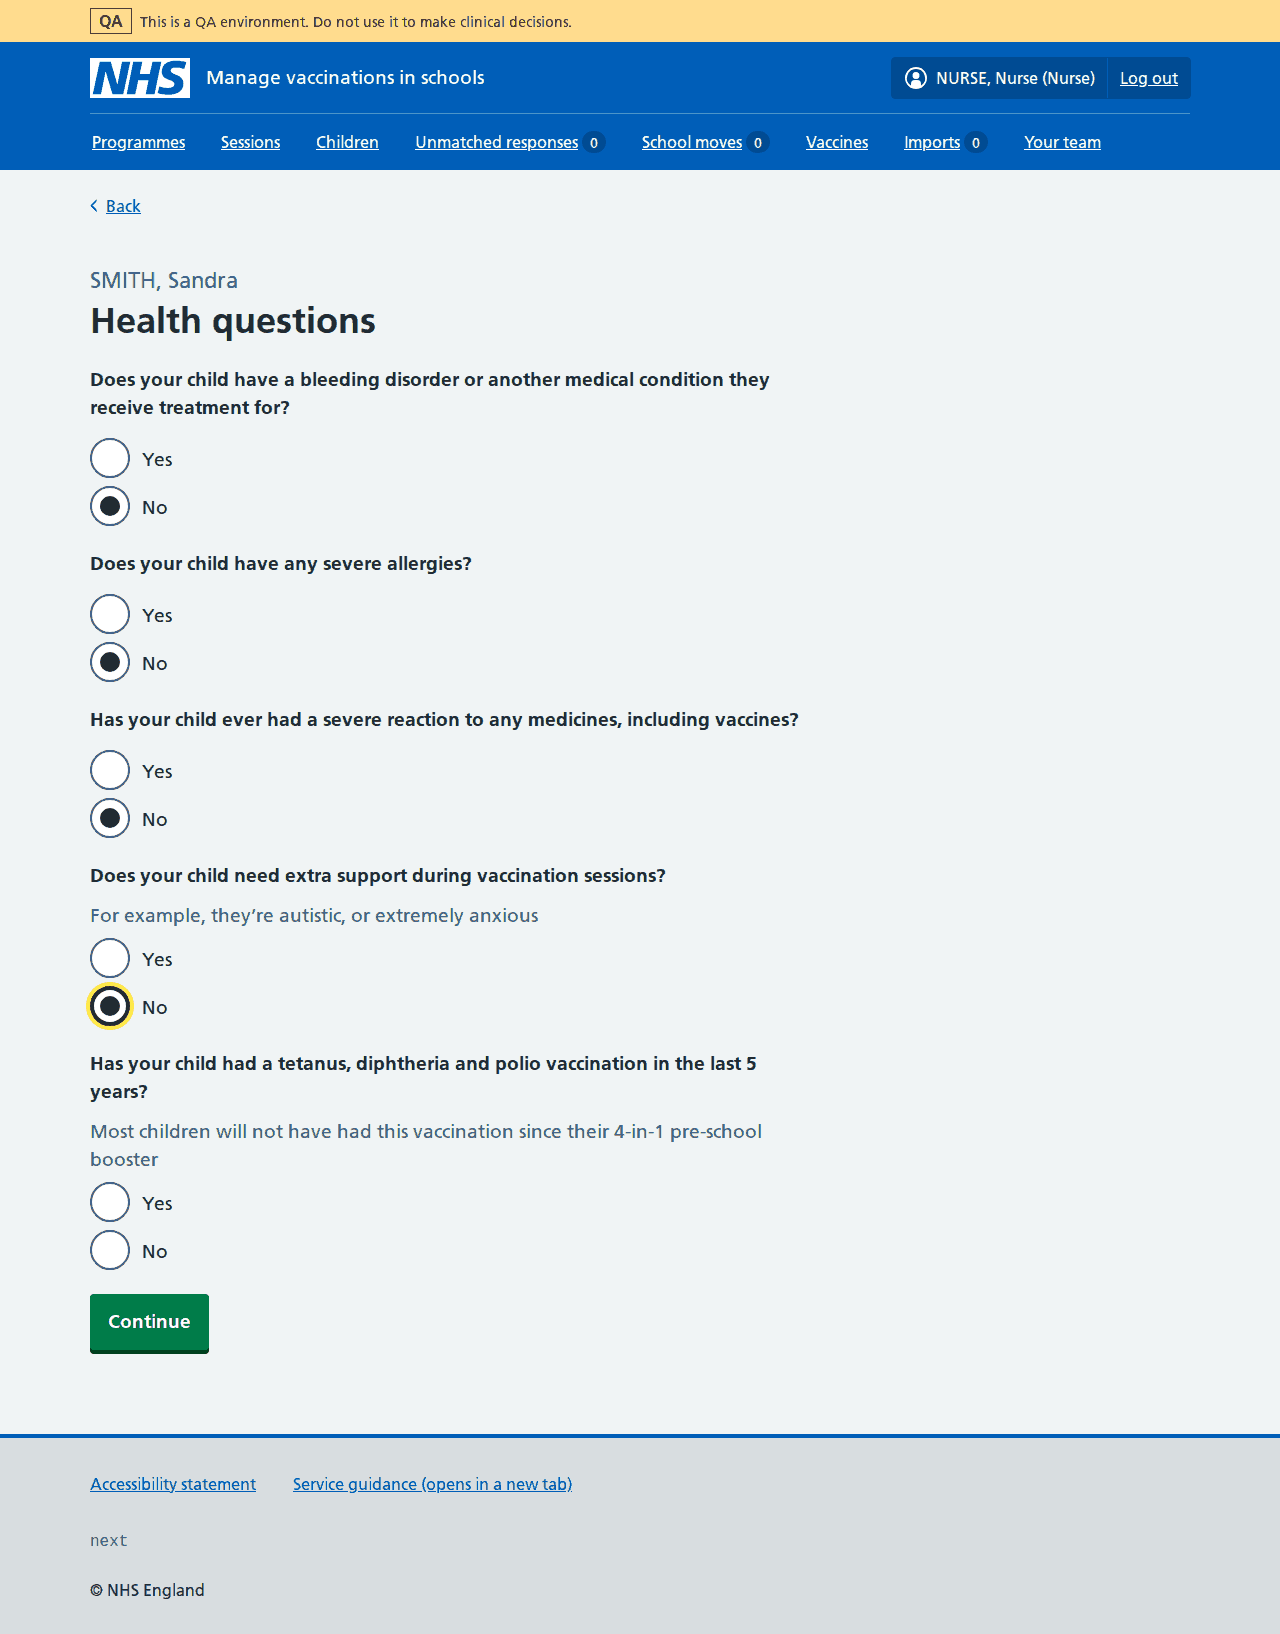 QA This is a QA environment. Do not use it to make clinical decisions.
NHS Manage vaccinations in schools NURSE, Nurse (Nurse) Log out
Programmes Sessions Children Unmatched responses 0 School moves 0 Vaccines Imports 0 Your team
Back
SMITH, Sandra
Health questions
Does your child have a bleeding disorder or another medical condition they
receive treatment for?
Yes
No
Does your child have any severe allergies?
Yes
No
Has your child ever had a severe reaction to any medicines, including vaccines?
Yes
No
Does your child need extra support during vaccination sessions?
For example, they’re autistic, or extremely anxious
Yes
No
Has your child had a tetanus, diphtheria and polio vaccination in the last 5
years?
Most children will not have had this vaccination since their 4-in-1 pre-school
booster
Yes
No
Continue
Accessibility statement Service guidance (opens in a new tab)
next
© NHS England